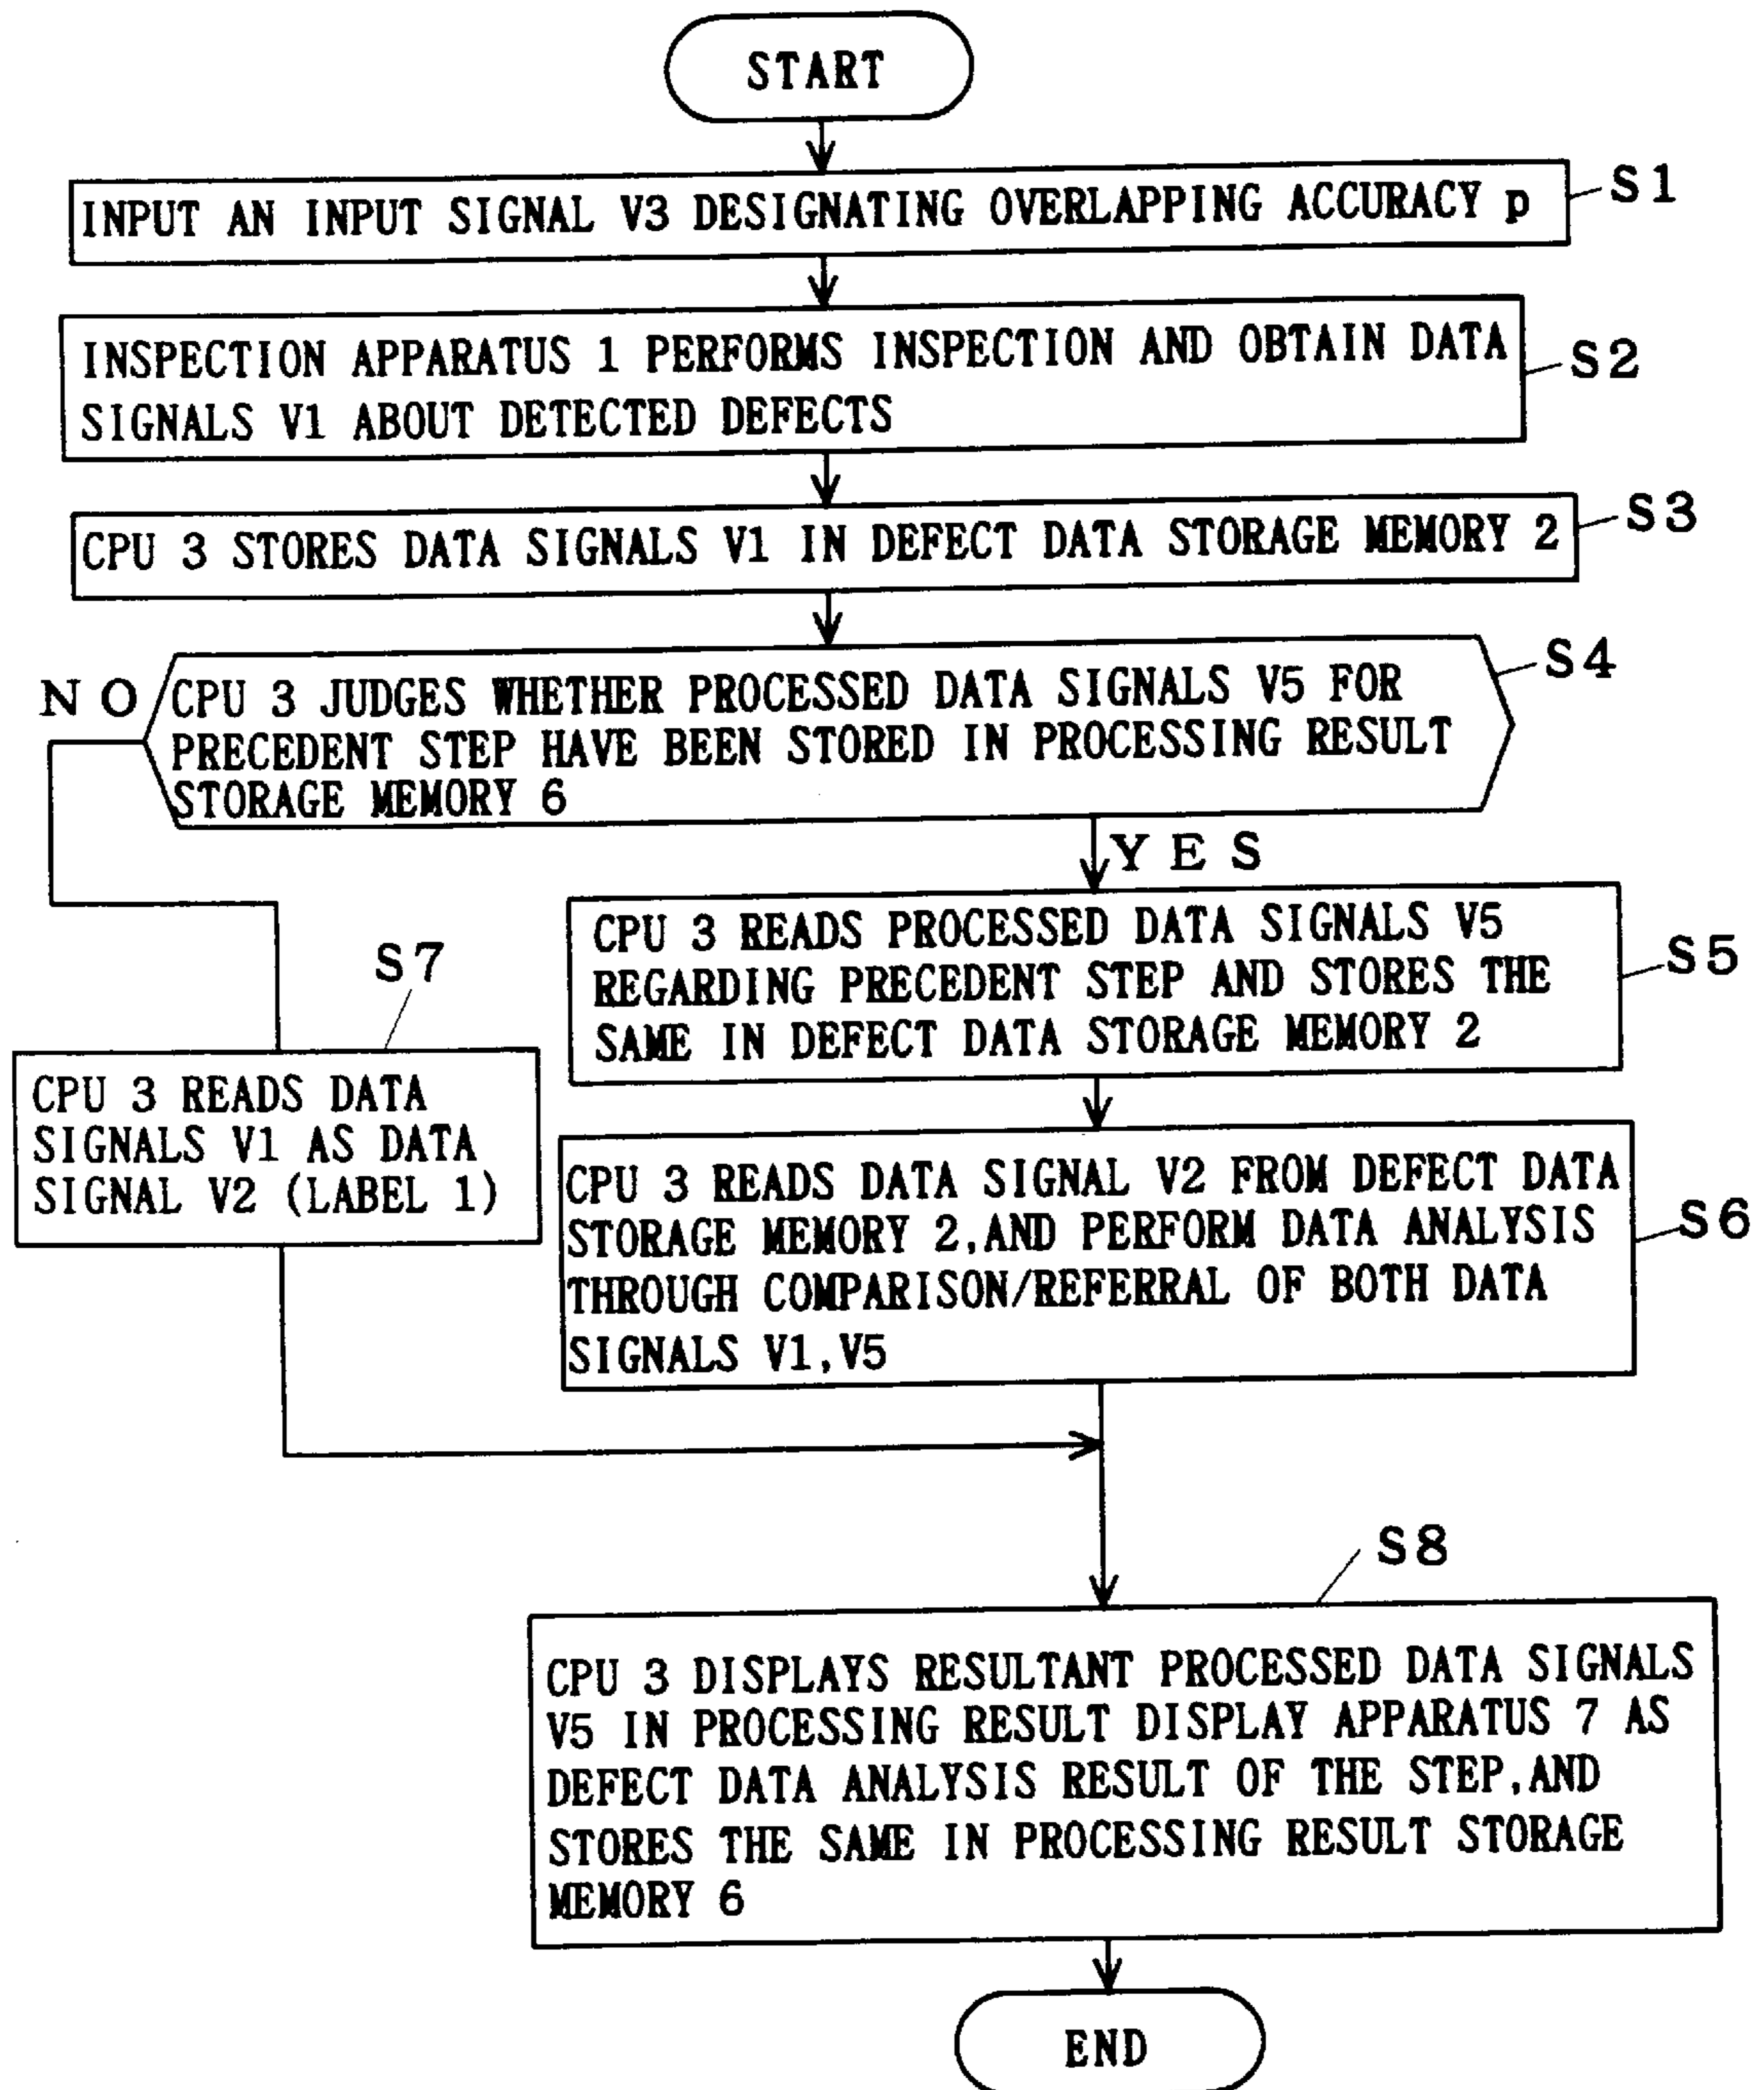 START
INPUT AN INPUT SIGNAL V3 DESIGNATING OVERLAPPING ACCURACY p
S1
INSPECTION APPARATUS 1 PERFORMS INSPECTION AND OBTAIN DATA
SIGNALS V1 ABOUT DETECTED DEFECTS
S2
CPU 3 STORES DATA SIGNALS V1 IN DEFECT DATA STORAGE MEMORY 2
S3
NO
CPU 3 JUDGES WHETHER PROCESSED DATA SIGNALS V5 FOR
PRECEDENT STEP HAVE BEEN STORED IN PROCESSING RESULT
STORAGE MEMORY 6
S4
YES
CPU 3 READS PROCESSED DATA SIGNALS V5
REGARDING PRECEDENT STEP AND STORES THE
SAME IN DEFECT DATA STORAGE MEMORY 2
S5
S7
CPU 3 READS DATA
SIGNALS V1 AS DATA
SIGNAL V2 (LABEL 1)
CPU 3 READS DATA SIGNAL V2 FROM DEFECT DATA
STORAGE MEMORY 2,AND PERFORM DATA ANALYSIS
THROUGH COMPARISON/REFERRAL OF BOTH DATA
SIGNALS V1,V5
S6
S8
CPU 3 DISPLAYS RESULTANT PROCESSED DATA SIGNALS
V5 IN PROCESSING RESULT DISPLAY APPARATUS 7 AS
DEFECT DATA ANALYSIS RESULT OF THE STEP,AND
STORES THE SAME IN PROCESSING RESULT STORAGE
MEMORY 6
END